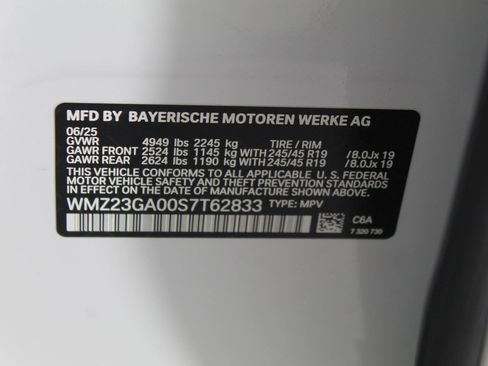 MFD BY BAYERISCHE MOTOREN WERKE AG
06/25
GVWR 4949 lbs 2245 kg TIRE / RIM
GAWR FRONT 2524 lbs 1145 kg WITH 245/45 R19 / 8.0Jx 19
GAWR REAR 2624 lbs 1190 kg WITH 245/45 R19 / 8.0Jx 19
THIS VEHICLE CONFORMS TO ALL APPLICABLE U. S. FEDERAL
MOTOR VEHICLE SAFETY, BUMPER, AND THEFT PREVENTION
STANDARDS IN EFFECT ON THE DATE OF MANUFACTURE SHOWN ABOVE.
WMZ23GA00S7T62833 TYPE: MPV
C6A
7 320 730